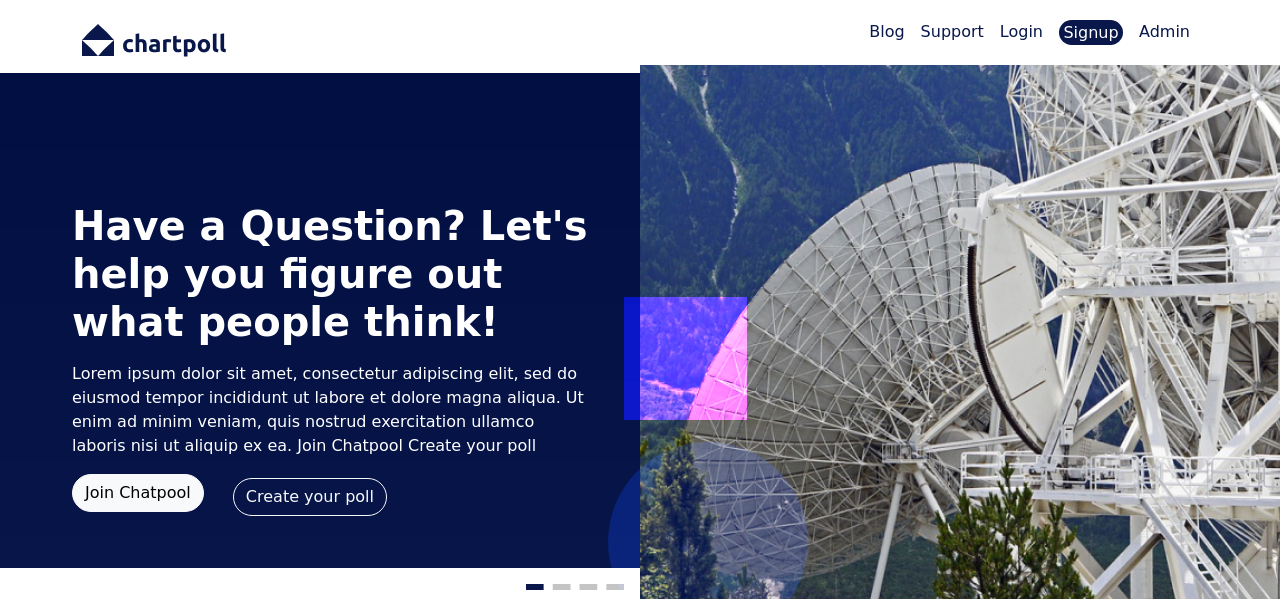 chartpoll
Blog Support Login Signup Admin
Have a Question? Let's
help you figure out
what people think!
Lorem ipsum dolor sit amet, consectetur adipiscing elit, sed do
eiusmod tempor incididunt ut labore et dolore magna aliqua. Ut
enim ad minim veniam, quis nostrud exercitation ullamco
laboris nisi ut aliquip ex ea. Join Chatpool Create your poll
Join Chatpool
Create your poll